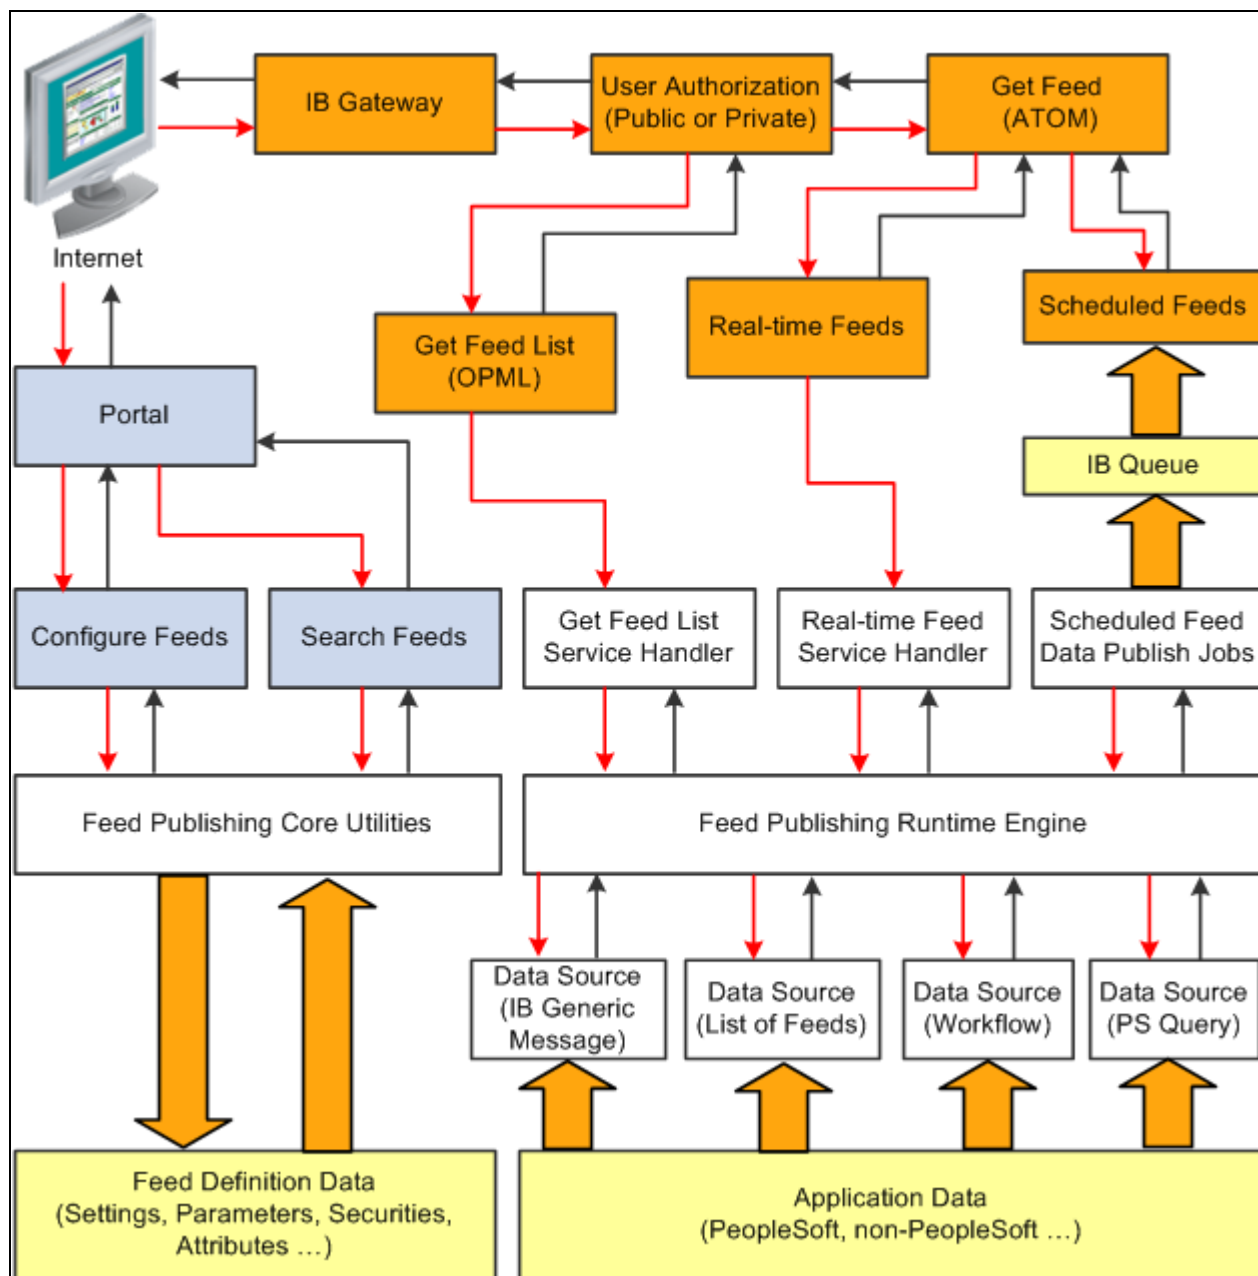 IB Gateway
User Authorization
(Public or Private)
Get Feed
(ATOM)
Internet
Get Feed List
(OPML)
Real-time Feeds
Scheduled Feeds
Portal
IB Queue
Configure Feeds
Search Feeds
Get Feed List
Service Handler
Real-time Feed
Service Handler
Scheduled Feed
Data Publish Jobs
Feed Publishing Core Utilities
Feed Publishing Runtime Engine
Data Source
(IB Generic
Message)
Data Source
(List of Feeds)
Data Source
(Workflow)
Data Source
(PS Query)
Feed Definition Data
(Settings, Parameters, Securities,
Attributes …)
Application Data
(PeopleSoft, non-PeopleSoft …)